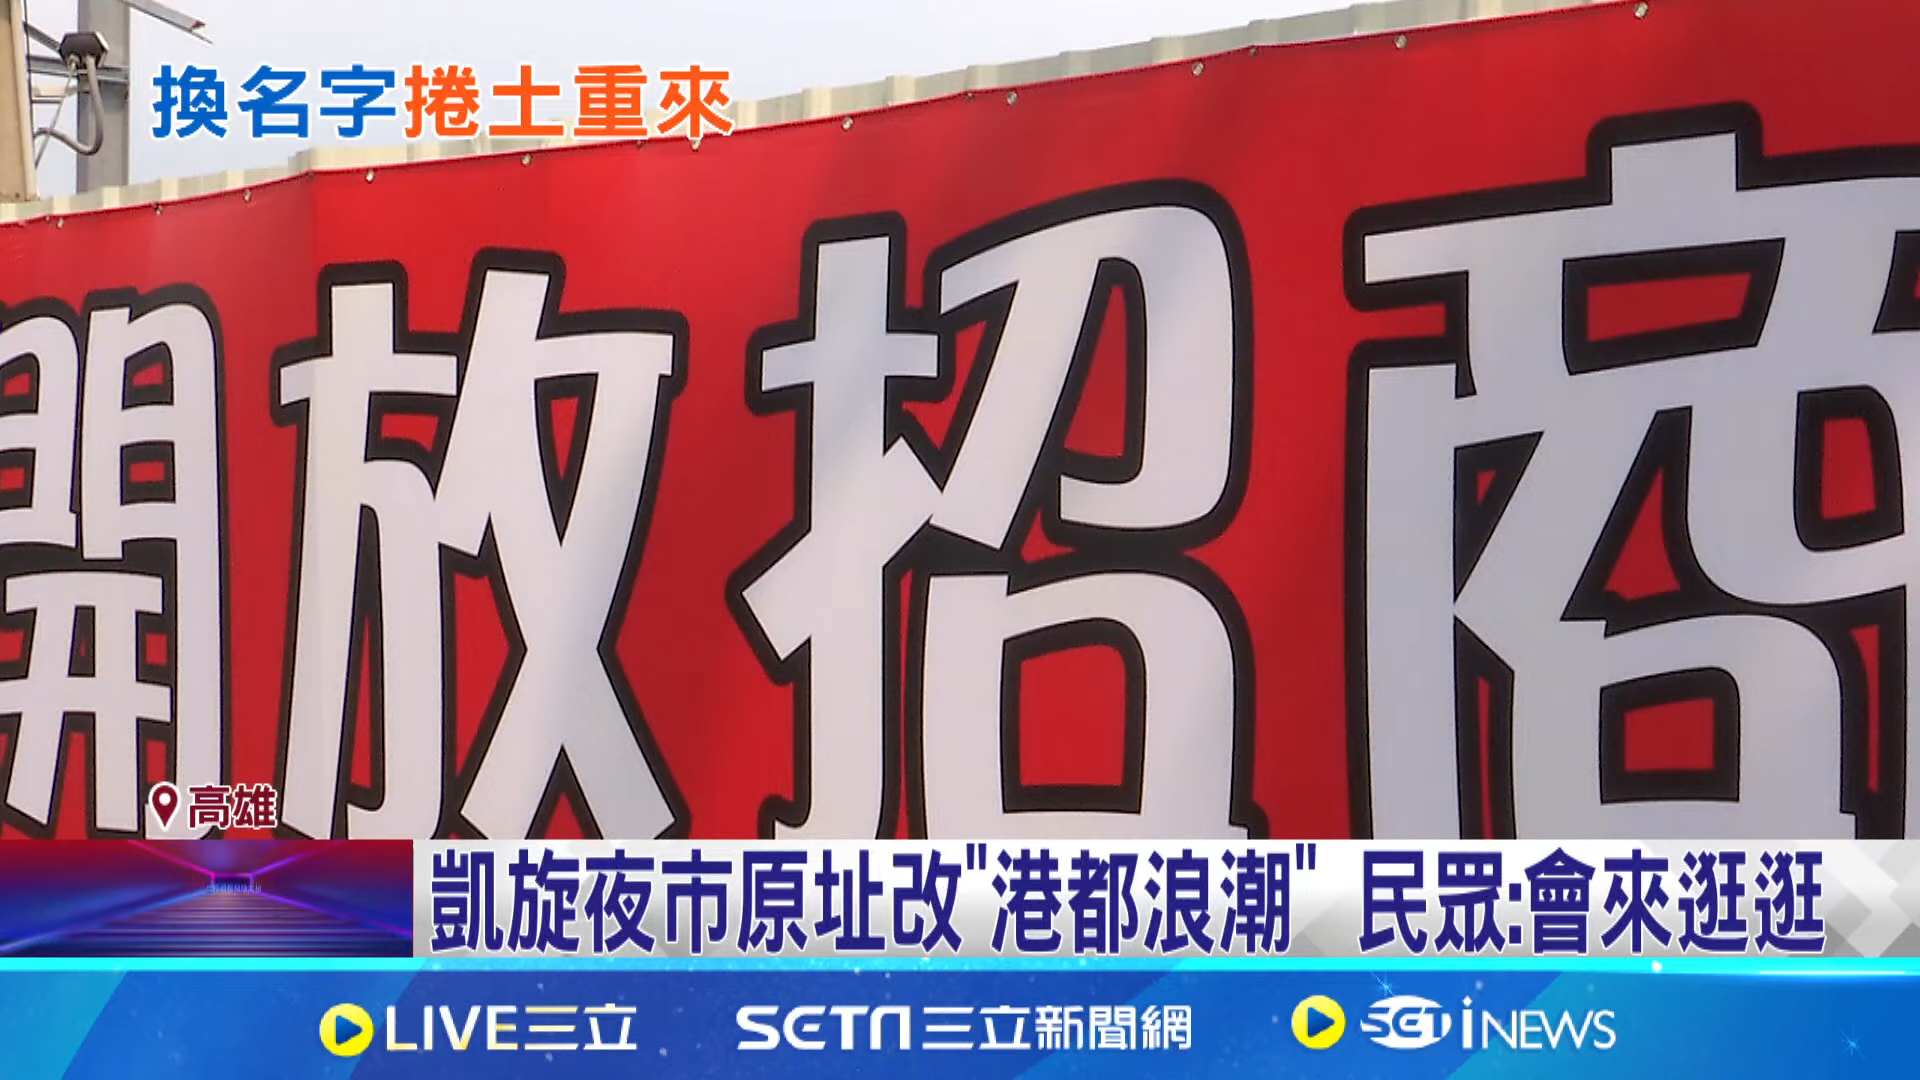 換名字捲土重來
開放招商
高雄
凱旋夜市原址改"港都浪潮" 民眾:會來逛逛
LIVE三立 SETN三立新聞網 SET iNEWS